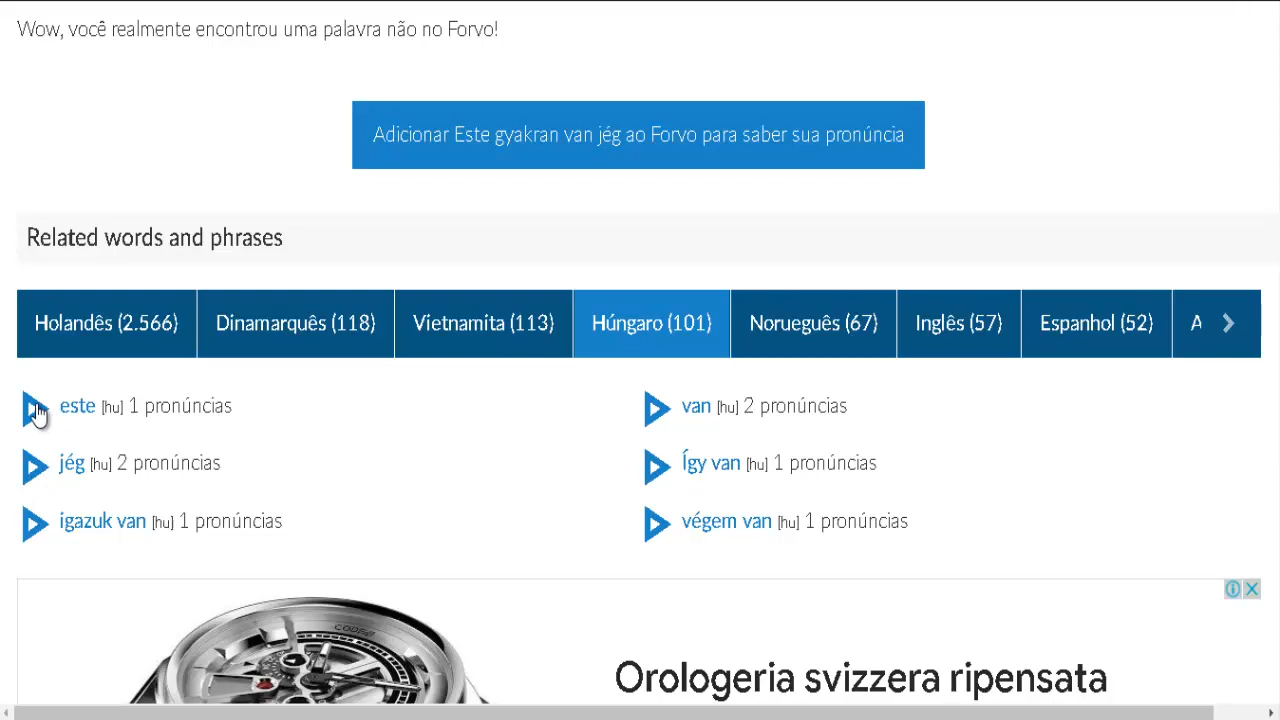 Wow, você realmente encontrou uma palavra não no Forvo!
Adicionar Este gyakran van jég ao Forvo para saber sua pronúncia
Related words and phrases
Holandês (2.566) Dinamarquês (118) Vietnamita (113) Húngaro (101) Norueguês (67) Inglês (57) Espanhol (52) A
este [hu] 1 pronúncias van [hu] 2 pronúncias
jég [hu] 2 pronúncias Így van [hu] 1 pronúncias
igazuk van [hu] 1 pronúncias végem van [hu] 1 pronúncias
Orologeria svizzera ripensata